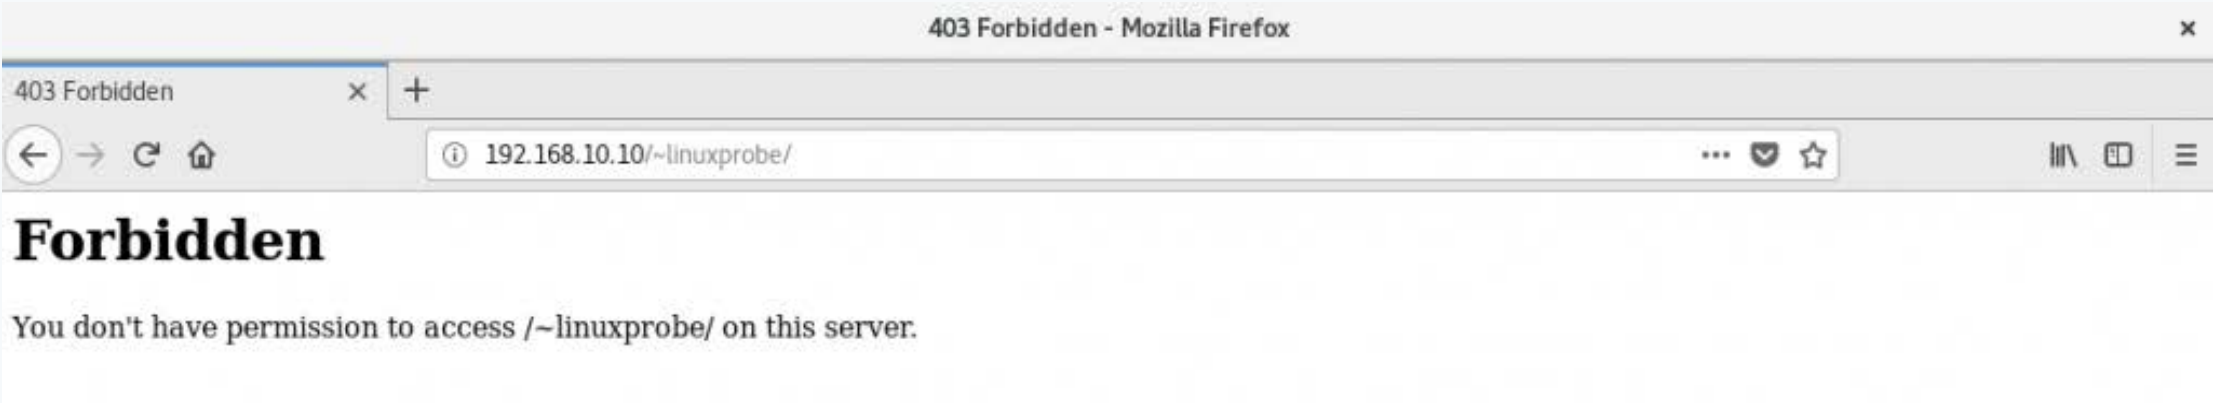 403 Forbidden - Mozilla Firefox
403 Forbidden
192.168.10.10/~linuxprobe/
Forbidden
You don't have permission to access /~linuxprobe/ on this server.